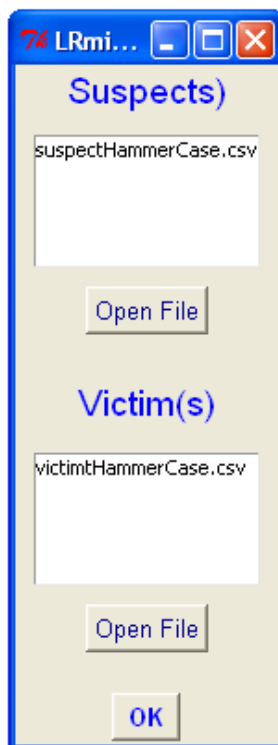 LRmi...
Suspects)
suspectHammerCase.csv
Open File
Victim(s)
victimtHammerCase.csv
Open File
OK